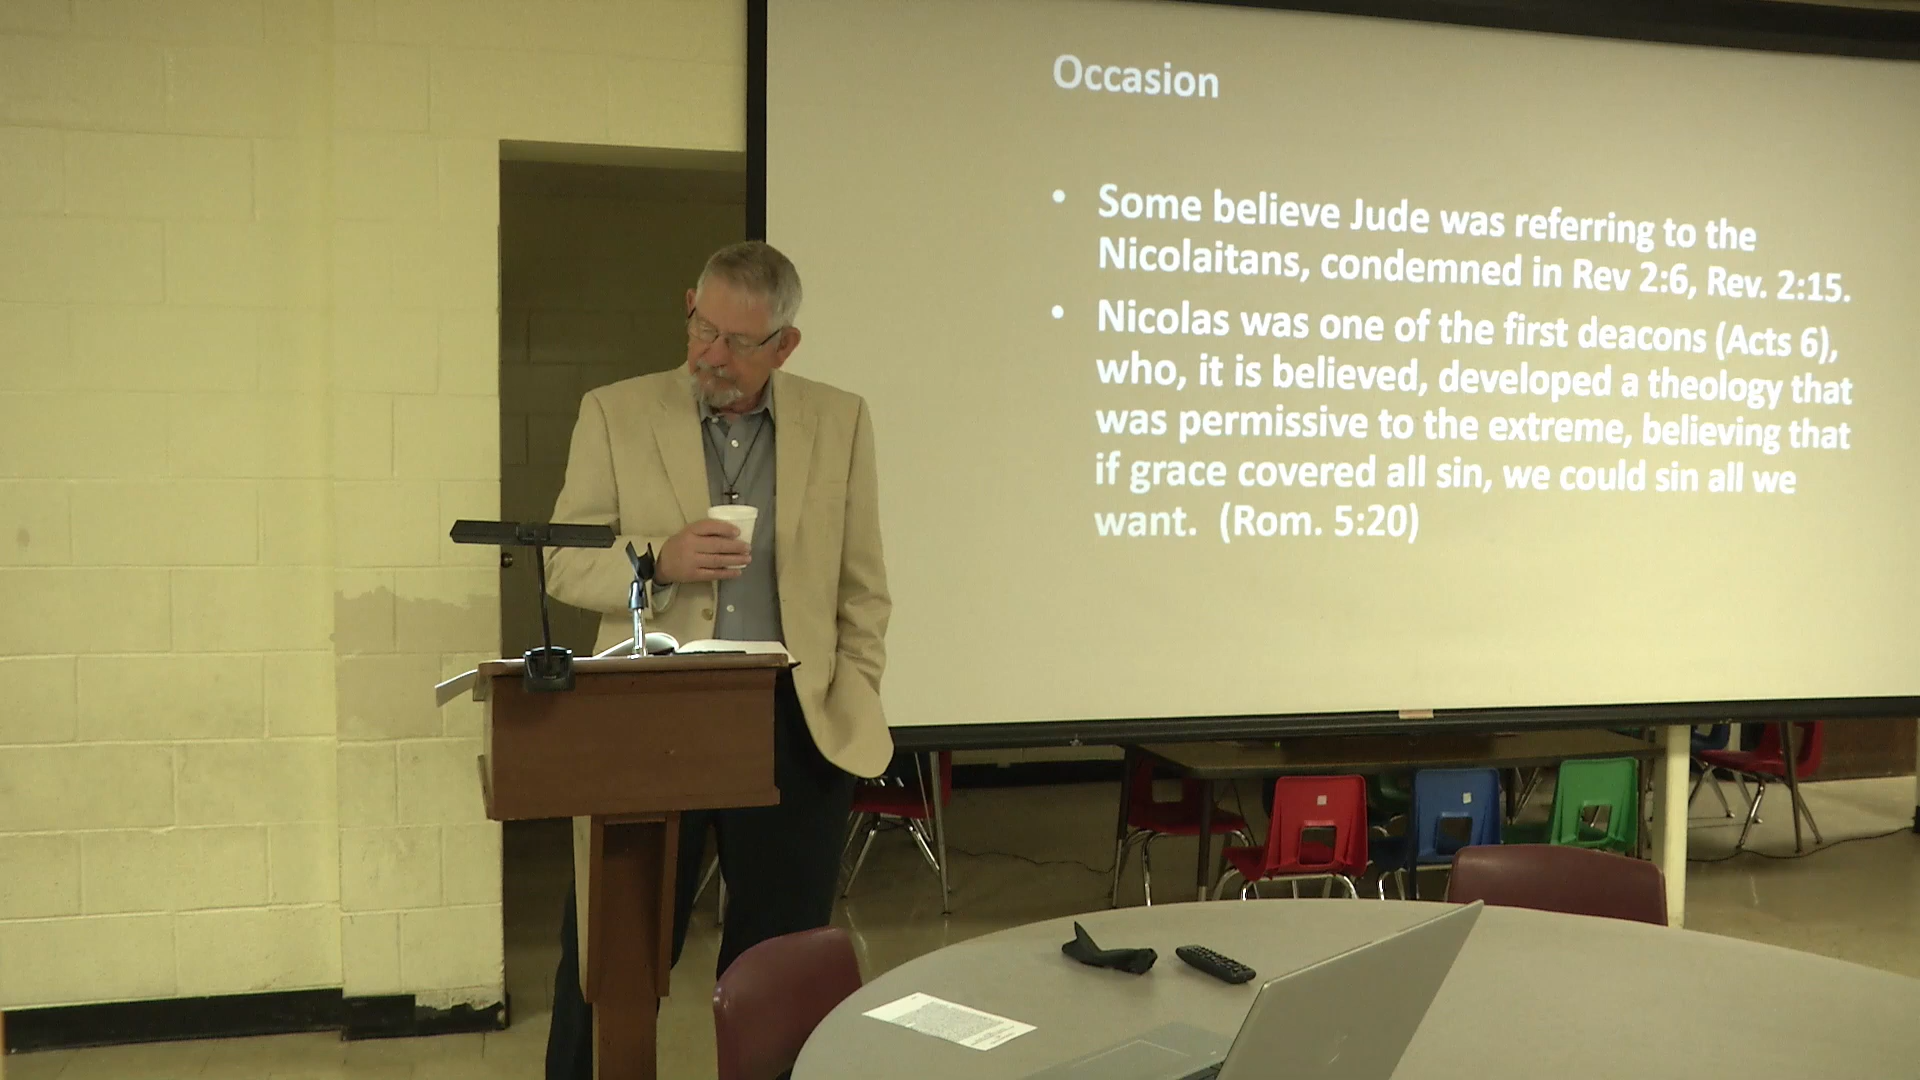 Occasion
• Some believe Jude was referring to the
Nicolaitans, condemned in Rev 2:6, Rev. 2:15.
• Nicolas was one of the first deacons (Acts 6),
who, it is believed, developed a theology that
was permissive to the extreme, believing that
if grace covered all sin, we could sin all we
want. (Rom. 5:20)